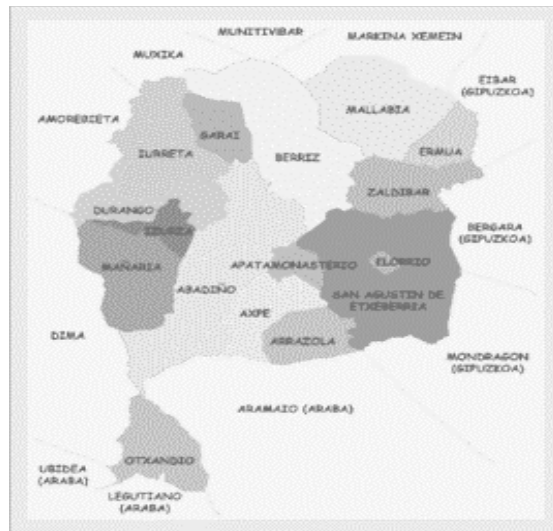 MUNITIVIBAR
MARKINA XEMEIN
MUXIKA
EIBAR
(GIPUZKOA)
MALLABIA
AMOREBIETA
GARAI
IURRETA
ERMUA
BERRIZ
ZALDIBAR
DURANGO
IZURZA
BERGARA
(GIPUZKOA)
MAÑARIA
APATAMONASTERIO
ELORRIO
ABADIÑO
SAN AGUSTIN DE
ETXEBERRIA
AXPE
DIMA
ARRAZOLA
MONDRAGON
(GIPUZKOA)
ARAMAIO (ARABA)
OTXANDIO
UBIDEA
(ARABA)
LEGUTIANO
(ARABA)